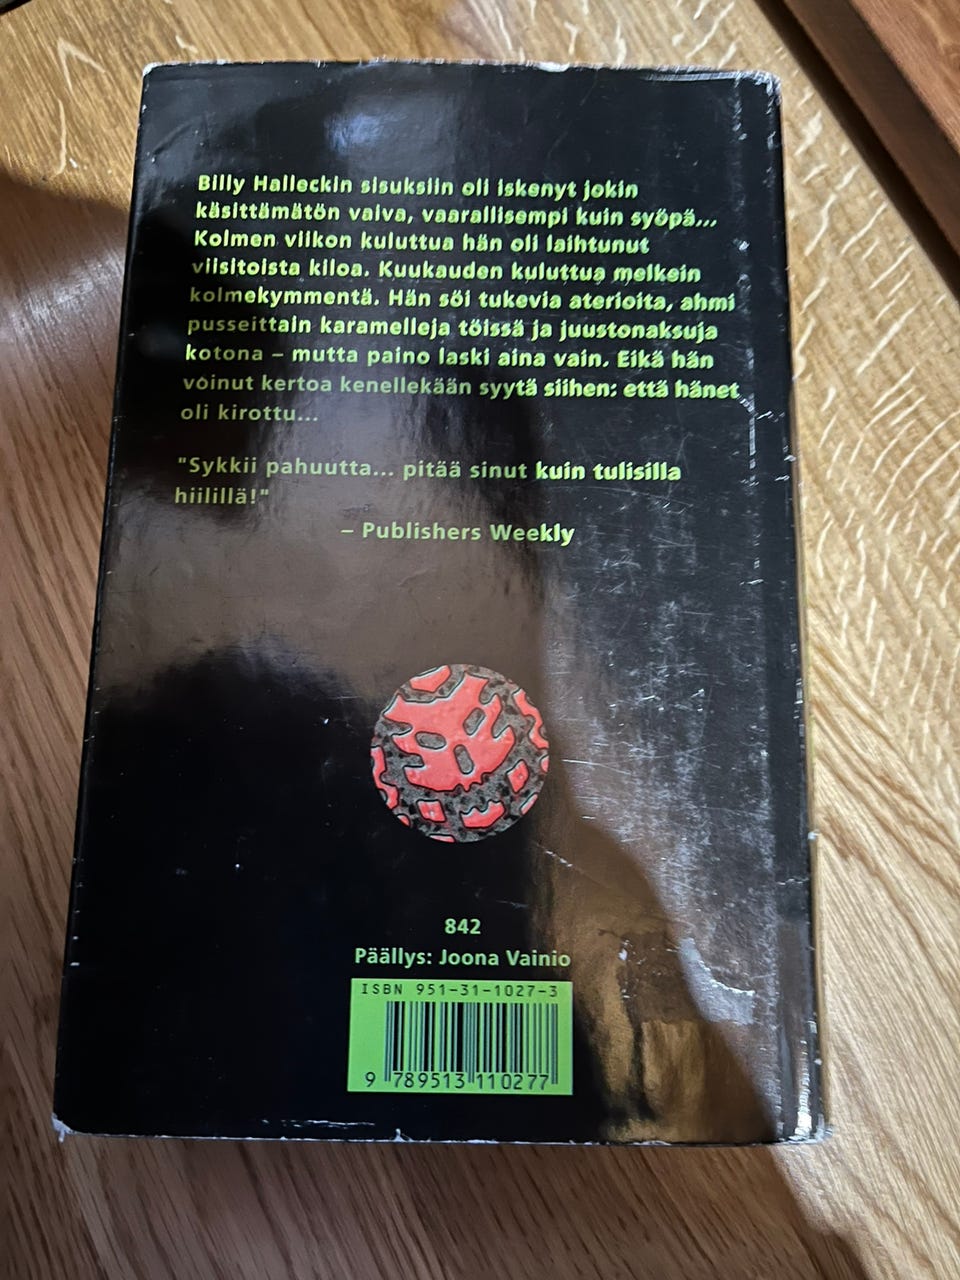 Billy Halleckin sisuksiin oli iskenyt jokin
käsittämätön vaiva, vaarallisempi kuin syöpä...
Kolmen viikon kuluttua hän oli laihtunut
viisitoista kiloa. Kuukauden kuluttua melkein
kolmekymmentä. Hän söi tukevia aterioita, ahmi
pusseittain karamelleja töissä ja juustonaksuja
kotona – mutta paino laski aina vain. Eikä hän
voinut kertoa kenellekään syytä siihen: että hänet
oli kirottu...
"Sykkii pahuutta... pitää sinut kuin tulisilla
hiilillä!"
– Publishers Weekly
842
Päällys: Joona Vainio
ISBN 951-31-1027-3
9 789513 110277